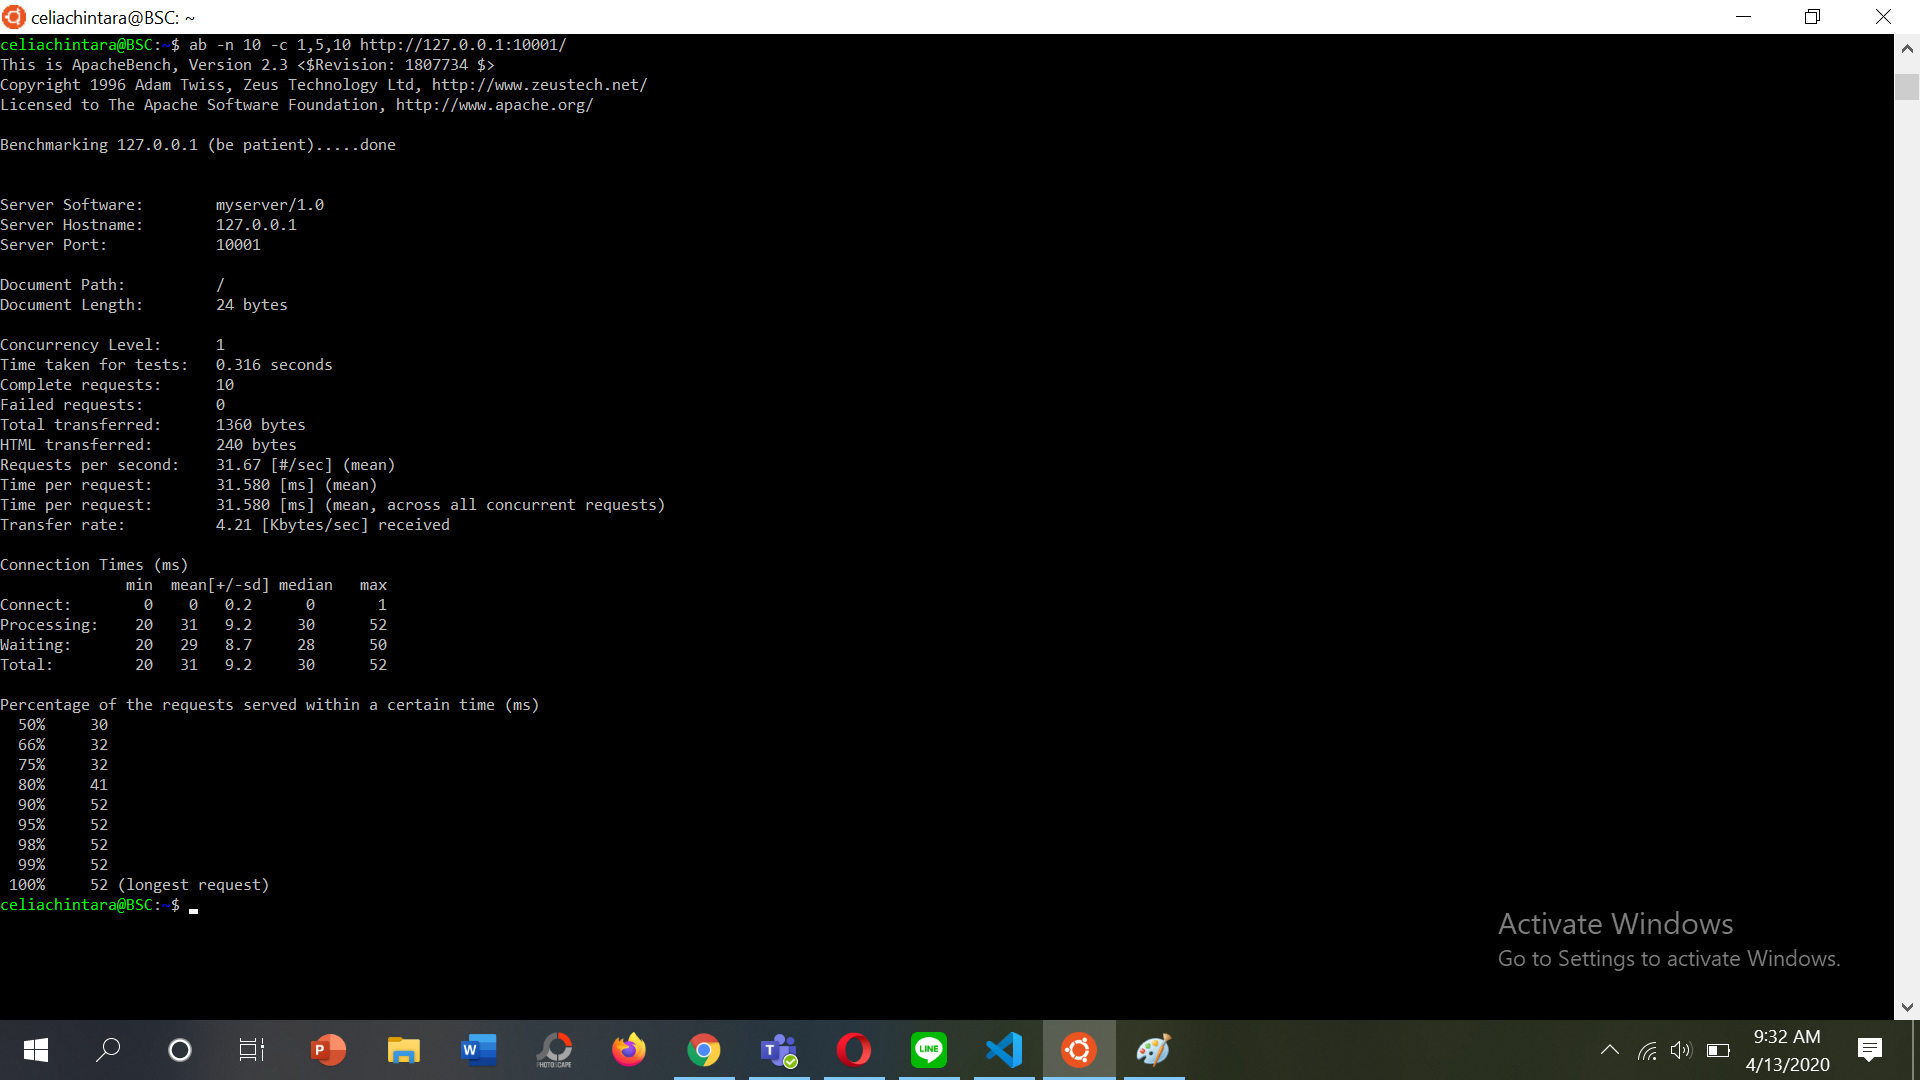 celiachintara@BSC: ~
celiachintara@BSC:~$ ab -n 10 -c 1,5,10 http://127.0.0.1:10001/
This is ApacheBench, Version 2.3 <$Revision: 1807734 $>
Copyright 1996 Adam Twiss, Zeus Technology Ltd, http://www.zeustech.net/
Licensed to The Apache Software Foundation, http://www.apache.org/

Benchmarking 127.0.0.1 (be patient).....done

Server Software:        myserver/1.0
Server Hostname:        127.0.0.1
Server Port:            10001

Document Path:          /
Document Length:        24 bytes

Concurrency Level:      1
Time taken for tests:   0.316 seconds
Complete requests:      10
Failed requests:        0
Total transferred:      1360 bytes
HTML transferred:       240 bytes
Requests per second:    31.67 [#/sec] (mean)
Time per request:       31.580 [ms] (mean)
Time per request:       31.580 [ms] (mean, across all concurrent requests)
Transfer rate:          4.21 [Kbytes/sec] received

Connection Times (ms)
              min  mean[+/-sd] median   max
Connect:        0    0   0.2      0       1
Processing:    20   31   9.2     30      52
Waiting:       20   29   8.7     28      50
Total:         20   31   9.2     30      52

Percentage of the requests served within a certain time (ms)
  50%     30
  66%     32
  75%     32
  80%     41
  90%     52
  95%     52
  98%     52
  99%     52
 100%     52 (longest request)
celiachintara@BSC:~$
Activate Windows
Go to Settings to activate Windows.
P
W
PHOTOSCAPE
T
LINE
9:32 AM
4/13/2020